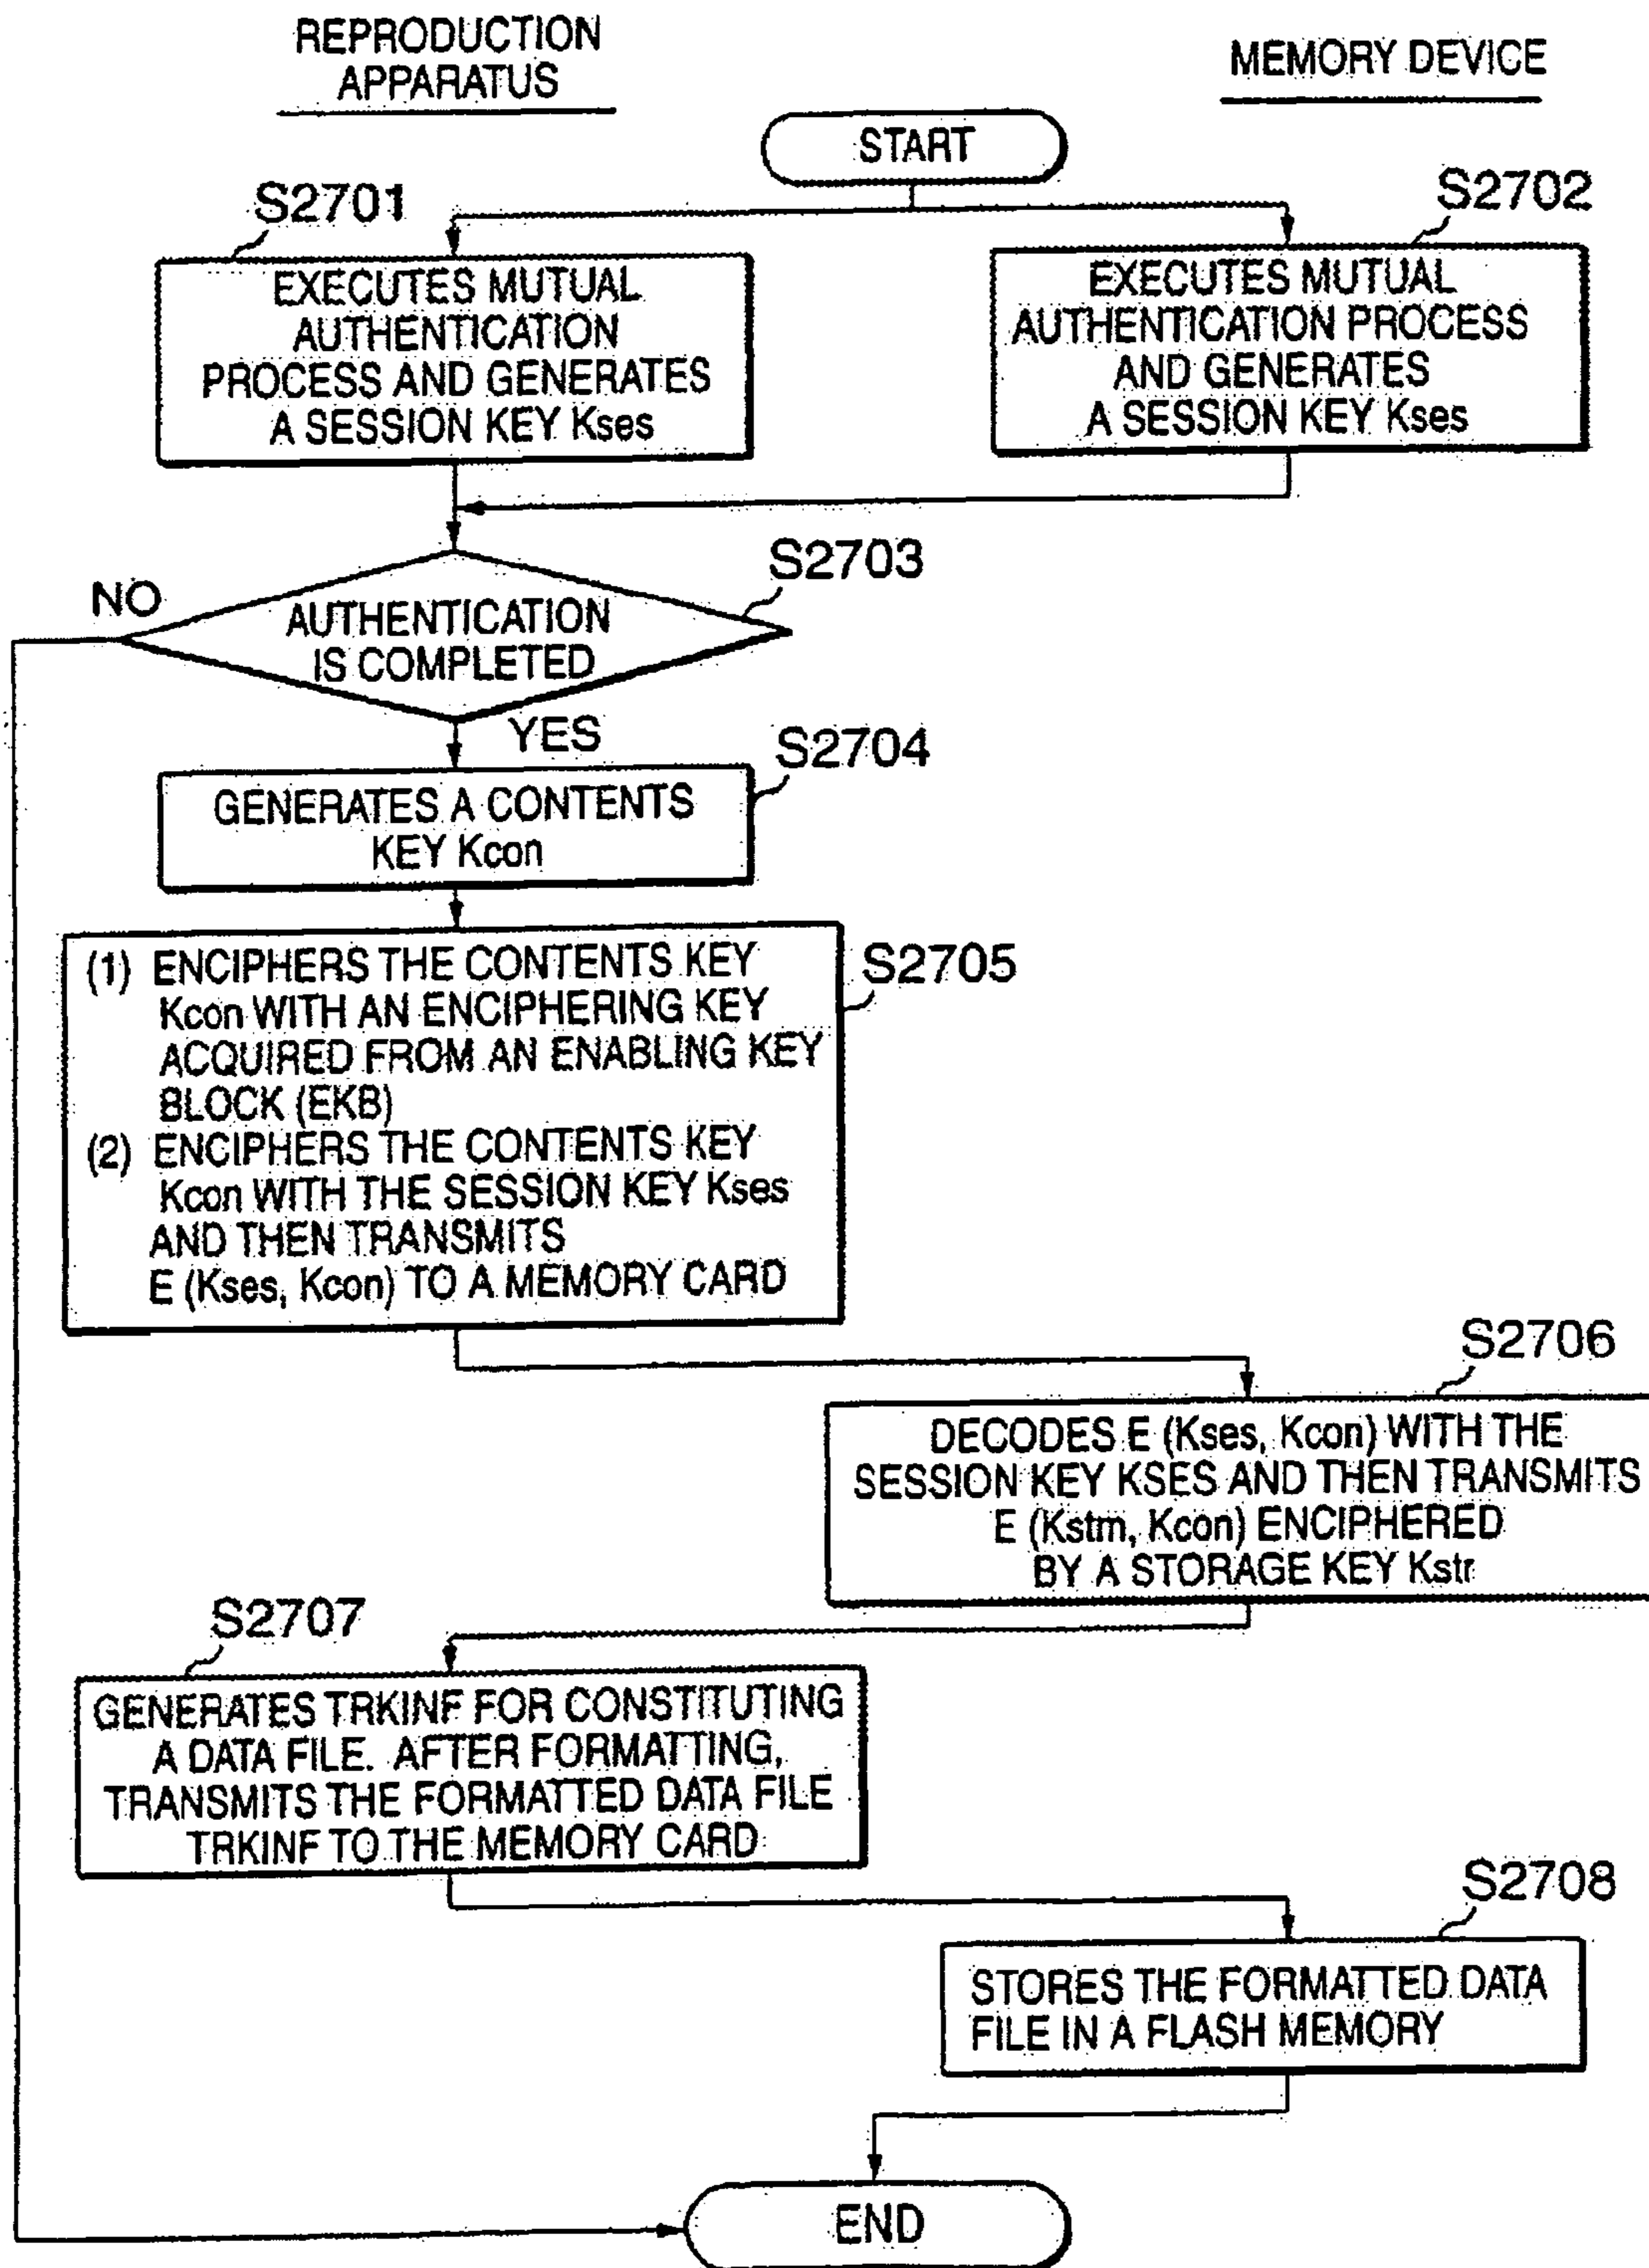 REPRODUCTION
APPARATUS
MEMORY DEVICE
START
S2701
S2702
EXECUTES MUTUAL
AUTHENTICATION
PROCESS AND GENERATES
A SESSION KEY Kses
EXECUTES MUTUAL
AUTHENTICATION PROCESS
AND GENERATES
A SESSION KEY Kses
S2703
NO
AUTHENTICATION
IS COMPLETED
YES
S2704
GENERATES A CONTENTS
KEY Kcon
S2705
(1) ENCIPHERS THE CONTENTS KEY
Kcon WITH AN ENCIPHERING KEY
ACQUIRED FROM AN ENABLING KEY
BLOCK (EKB)
(2) ENCIPHERS THE CONTENTS KEY
Kcon WITH THE SESSION KEY Kses
AND THEN TRANSMITS
E (Kses, Kcon) TO A MEMORY CARD
S2706
DECODES E (Kses, Kcon) WITH THE
SESSION KEY KSES AND THEN TRANSMITS
E (Kstm, Kcon) ENCIPHERED
BY A STORAGE KEY Kstr
S2707
GENERATES TRKINF FOR CONSTITUTING
A DATA FILE. AFTER FORMATTING,
TRANSMITS THE FORMATTED DATA FILE
TRKINF TO THE MEMORY CARD
S2708
STORES THE FORMATTED DATA
FILE IN A FLASH MEMORY
END